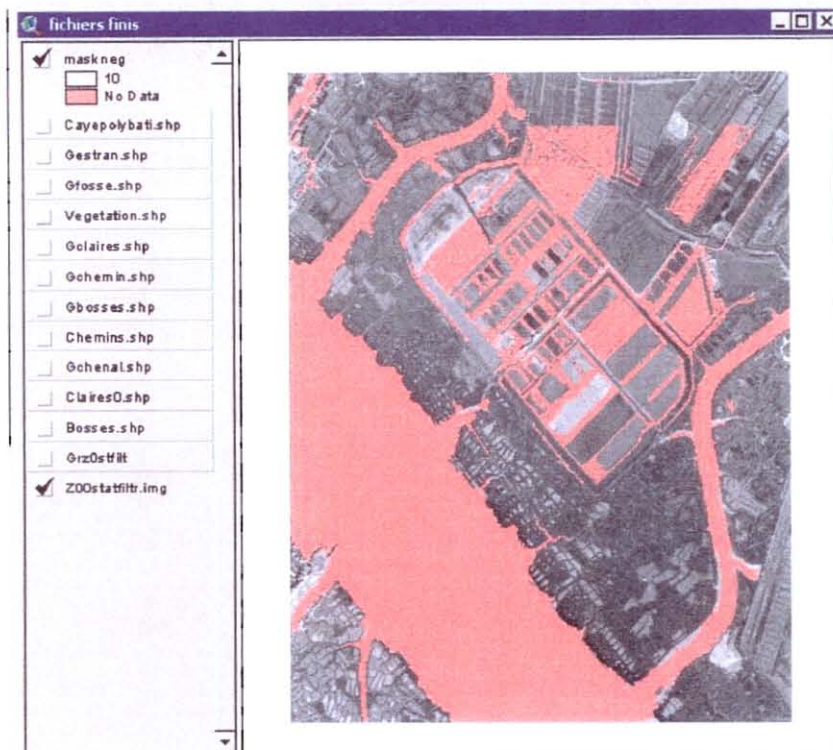 fichiers finis
maskneg
10
No Data
Cayepolybati.shp
Gestran.shp
Gfosse.shp
Vegetation.shp
Gclaires.shp
Gchemin.shp
Gbosses.shp
Chemins.shp
Gchenal.shp
Claires0.shp
Bosses.shp
Grz0stfilt
Z00statfiltr.img